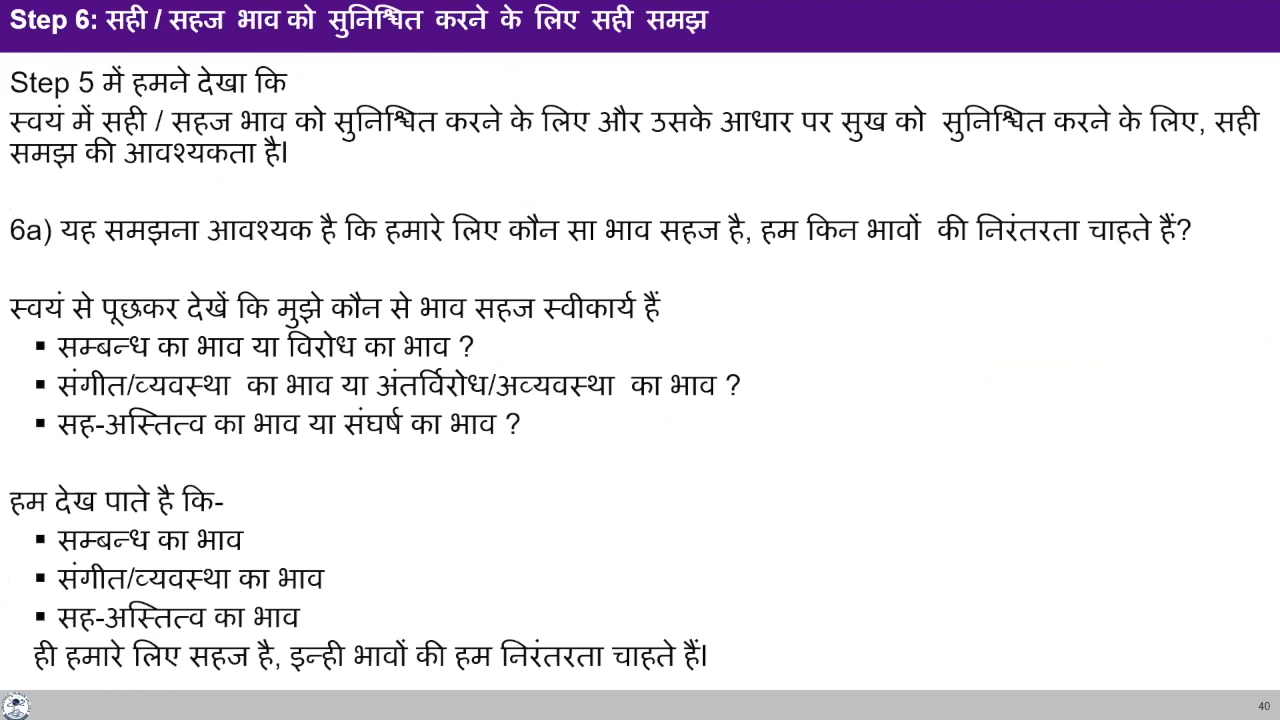 Step 6: सही / सहज भाव को सुनिश्चित करने के लिए सही समझ
Step 5 में हमने देखा कि
स्वयं में सही / सहज भाव को सुनिश्चित करने के लिए और उसके आधार पर सुख को सुनिश्चित करने के लिए, सही
समझ की आवश्यकता है।
6a) यह समझना आवश्यक है कि हमारे लिए कौन सा भाव सहज है, हम किन भावों की निरंतरता चाहते हैं?
स्वयं से पूछकर देखें कि मुझे कौन से भाव सहज स्वीकार्य हैं
▪ सम्बन्ध का भाव या विरोध का भाव ?
▪ संगीत/व्यवस्था का भाव या अंतर्विरोध/अव्यवस्था का भाव ?
▪ सह-अस्तित्व का भाव या संघर्ष का भाव ?
हम देख पाते है कि-
▪ सम्बन्ध का भाव
▪ संगीत/व्यवस्था का भाव
▪ सह-अस्तित्व का भाव
ही हमारे लिए सहज है, इन्ही भावों की हम निरंतरता चाहते हैं।
40